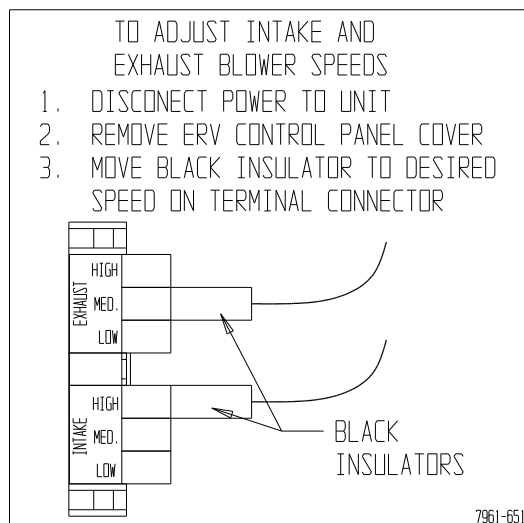 TO ADJUST INTAKE AND
EXHAUST BLOWER SPEEDS
1. DISCONECT POWER TO UNIT
2. REMOVE ERV CONTROL PANEL COVER
3. MOVE BLACK INSULATOR TO DESIRED
SPEED ON TERMINAL CONNECTOR
EXHAUST
HIGH
MED.
LOW
INTAKE
HIGH
MED.
LOW
BLACK
INSULATORS
7961-651